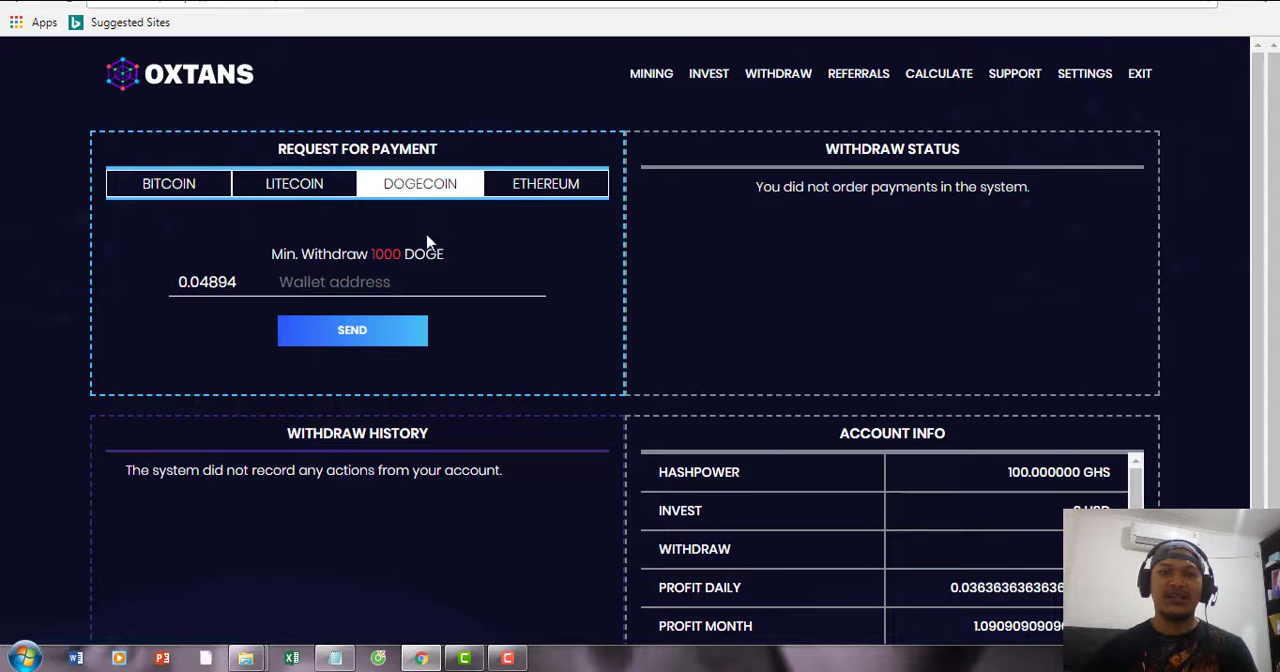 Apps
Suggested Sites
OXTANS
MINING INVEST WITHDRAW REFERRALS CALCULATE SUPPORT SETTINGS EXIT
REQUEST FOR PAYMENT
BITCOIN LITECOIN DOGECOIN ETHEREUM
Min. Withdraw 1000 DOGE
0.04894 Wallet address
SEND
WITHDRAW STATUS
You did not order payments in the system.
WITHDRAW HISTORY
The system did not record any actions from your account.
ACCOUNT INFO
HASHPOWER 100.000000 GHS
INVEST
WITHDRAW
PROFIT DAILY 0.0363636363636
PROFIT MONTH 1.09090909090